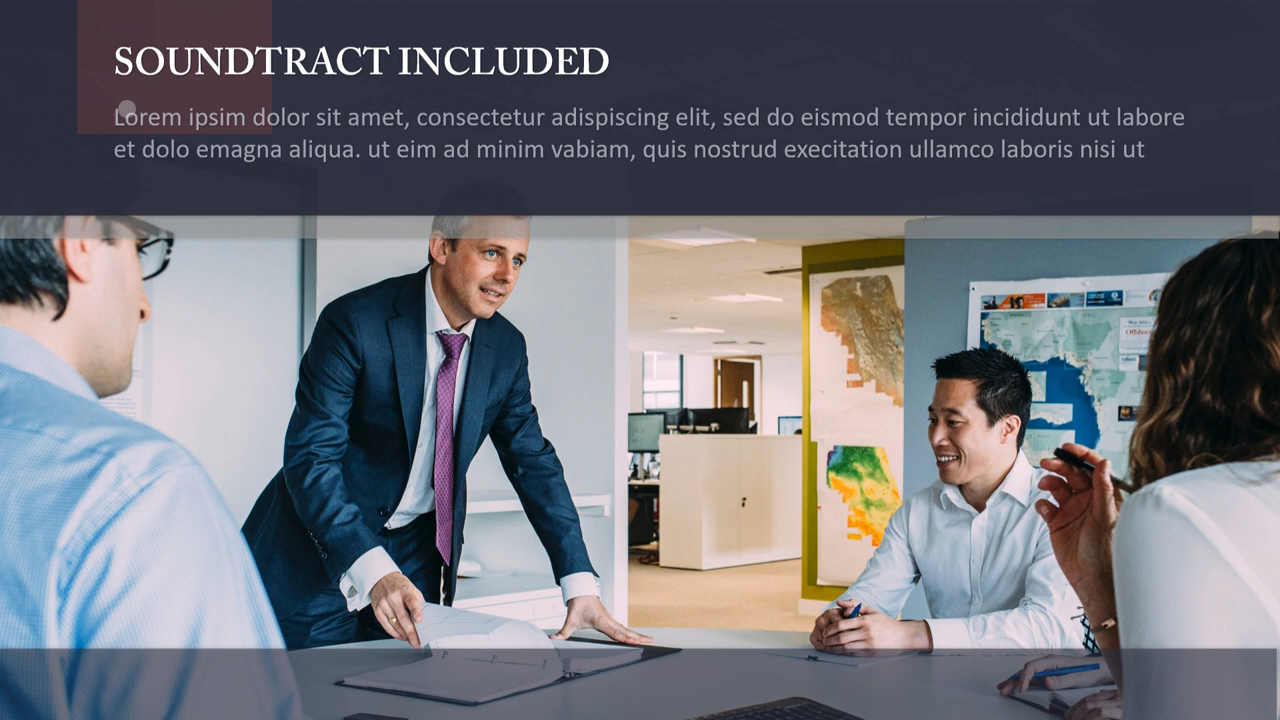 SOUNDTRACT INCLUDED
Lorem ipsim dolor sit amet, consectetur adipiscing elit, sed do eismod tempor incididunt ut labore
et dolo emagna aliqua. ut eim ad minim vabiam, quis nostrud execitation ullamco laboris nisi ut